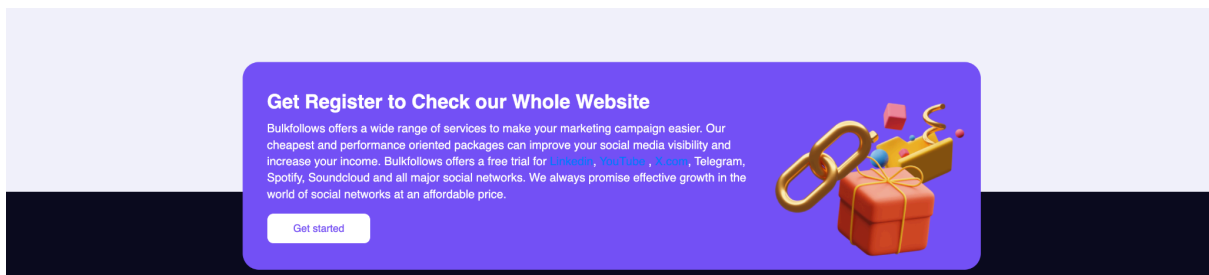 Get Register to Check our Whole Website
Bulkfollows offers a wide range of services to make your marketing campaign easier. Our
cheapest and performance oriented packages can improve your social media visibility and
increase your income. Bulkfollows offers a free trial for LinkedIn, YouTube , Telegram,
Spotify, Soundcloud and all major social networks. We always promise effective growth in the
world of social networks at an affordable price.
Get started